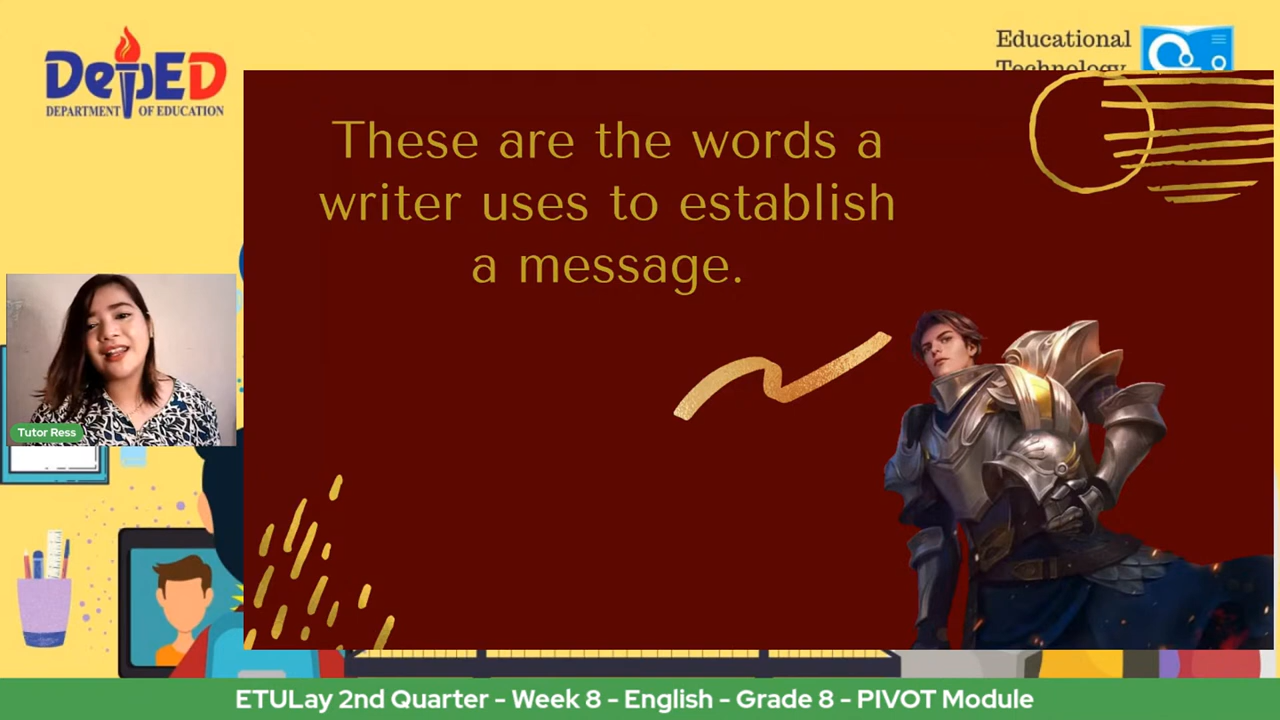 DepED
DEPARTMENT OF EDUCATION
Educational
Technology
These are the words a
writer uses to establish
a message.
Tutor Ress
ETULay 2nd Quarter - Week 8 - English - Grade 8 - PIVOT Module